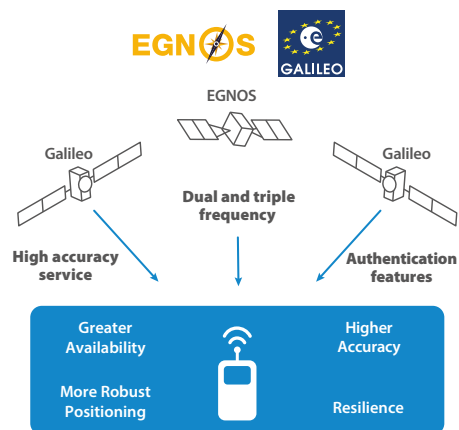 EGNOS
GALILEO
EGNOS
Galileo
Galileo
Dual and triple
frequency
High accuracy
service
Authentication
features
Greater
Availability
Higher
Accuracy
More Robust
Positioning
Resilience